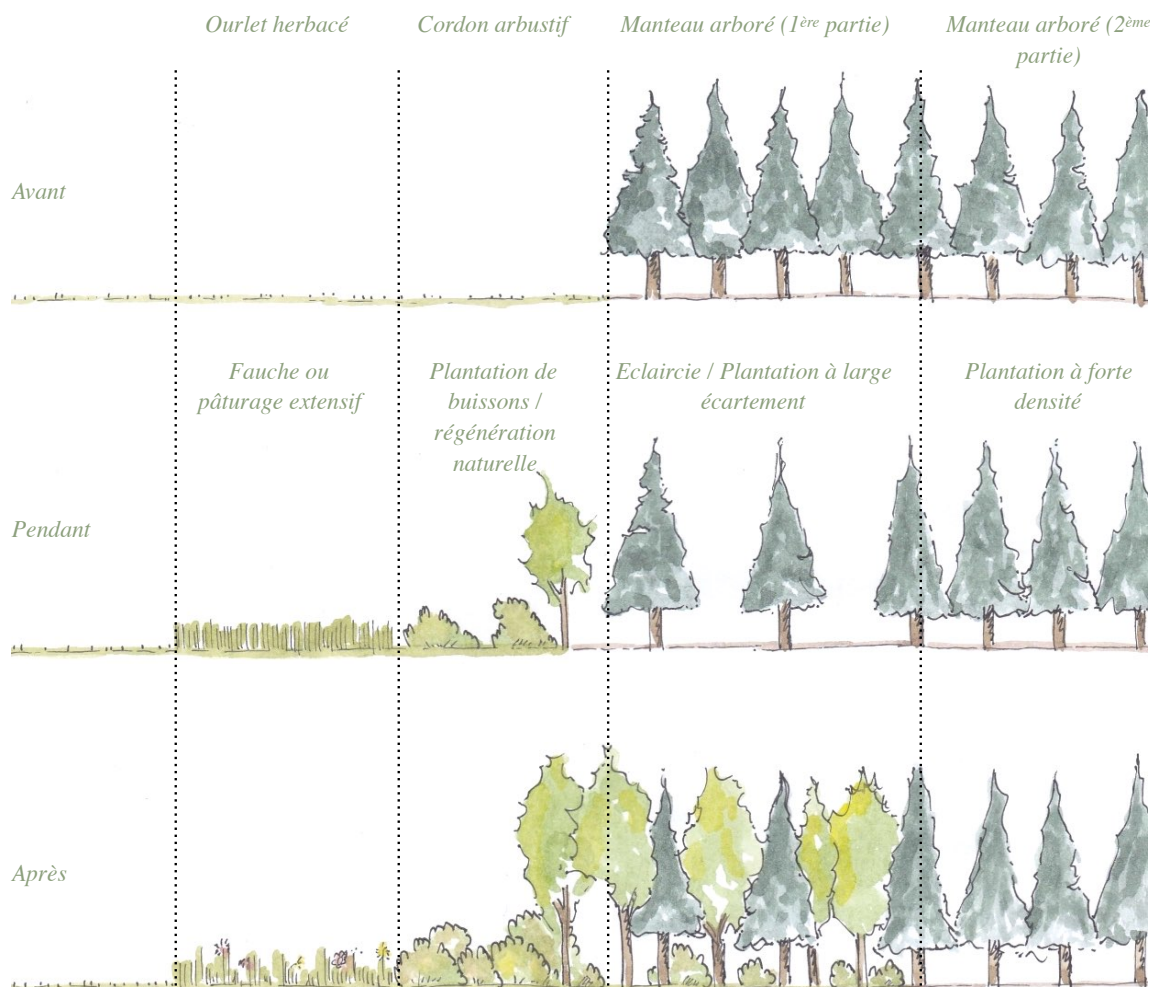 Ourlet herbacé
Cordon arbustif
Manteau arboré (1ère partie)
Manteau arboré (2ème
partie)
Avant
Fauche ou
pâturage extensif
Plantation de
buissons /
régénération
naturelle
Eclaircie / Plantation à large
écartement
Plantation à forte
densité
Pendant
Après